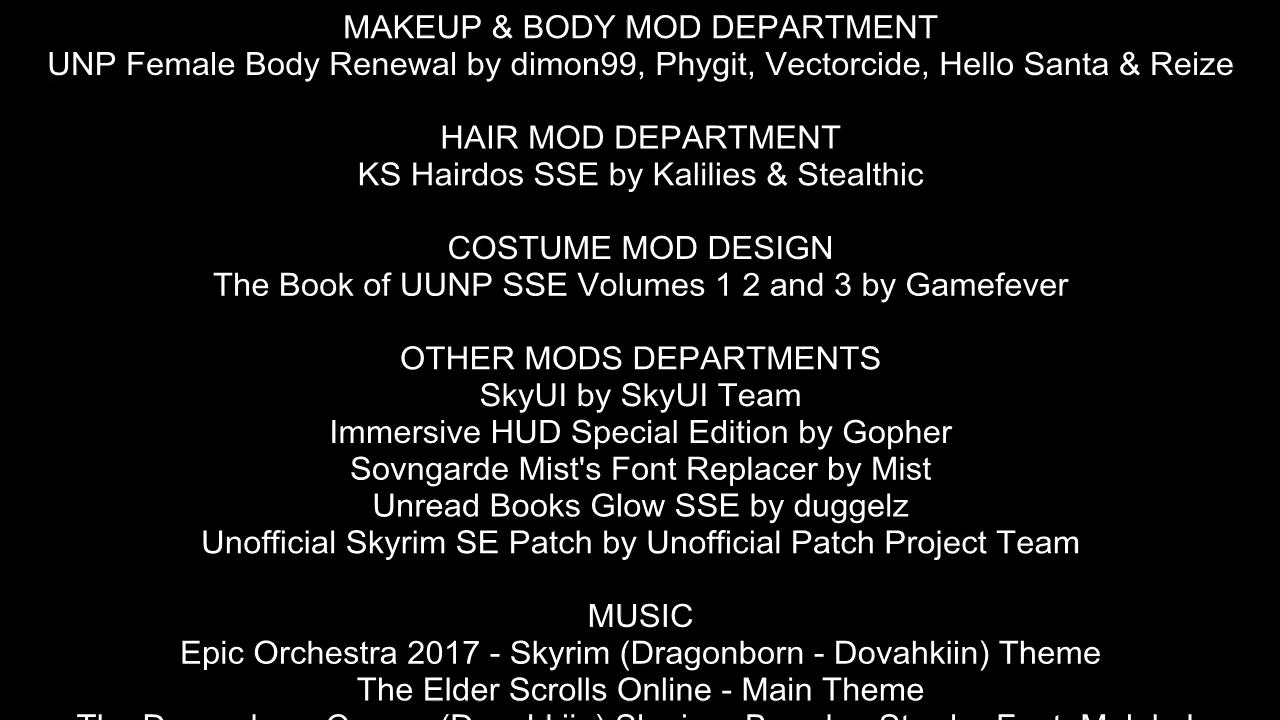 MAKEUP & BODY MOD DEPARTMENT
UNP Female Body Renewal by dimon99, Phygit, Vectorcide, Hello Santa & Reize
HAIR MOD DEPARTMENT
KS Hairdos SSE by Kalilies & Stealthic
COSTUME MOD DESIGN
The Book of UUNP SSE Volumes 1 2 and 3 by Gamefever
OTHER MODS DEPARTMENTS
SkyUI by SkyUI Team
Immersive HUD Special Edition by Gopher
Sovngarde Mist's Font Replacer by Mist
Unread Books Glow SSE by duggelz
Unofficial Skyrim SE Patch by Unofficial Patch Project Team
MUSIC
Epic Orchestra 2017 - Skyrim (Dragonborn - Dovahkiin) Theme
The Elder Scrolls Online - Main Theme